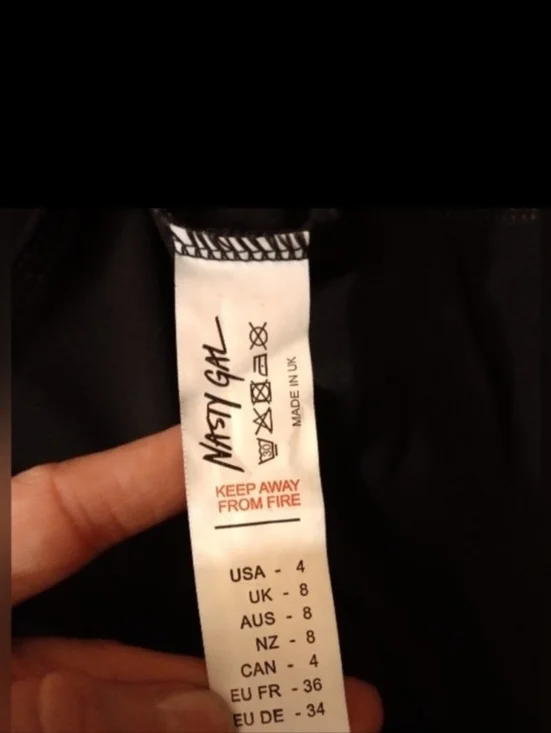 NASTY GAL
30
MADE IN UK
KEEP AWAY
FROM FIRE
USA - 4
UK - 8
AUS - 8
NZ - 8
CAN - 4
EU FR - 36
EU DE - 34